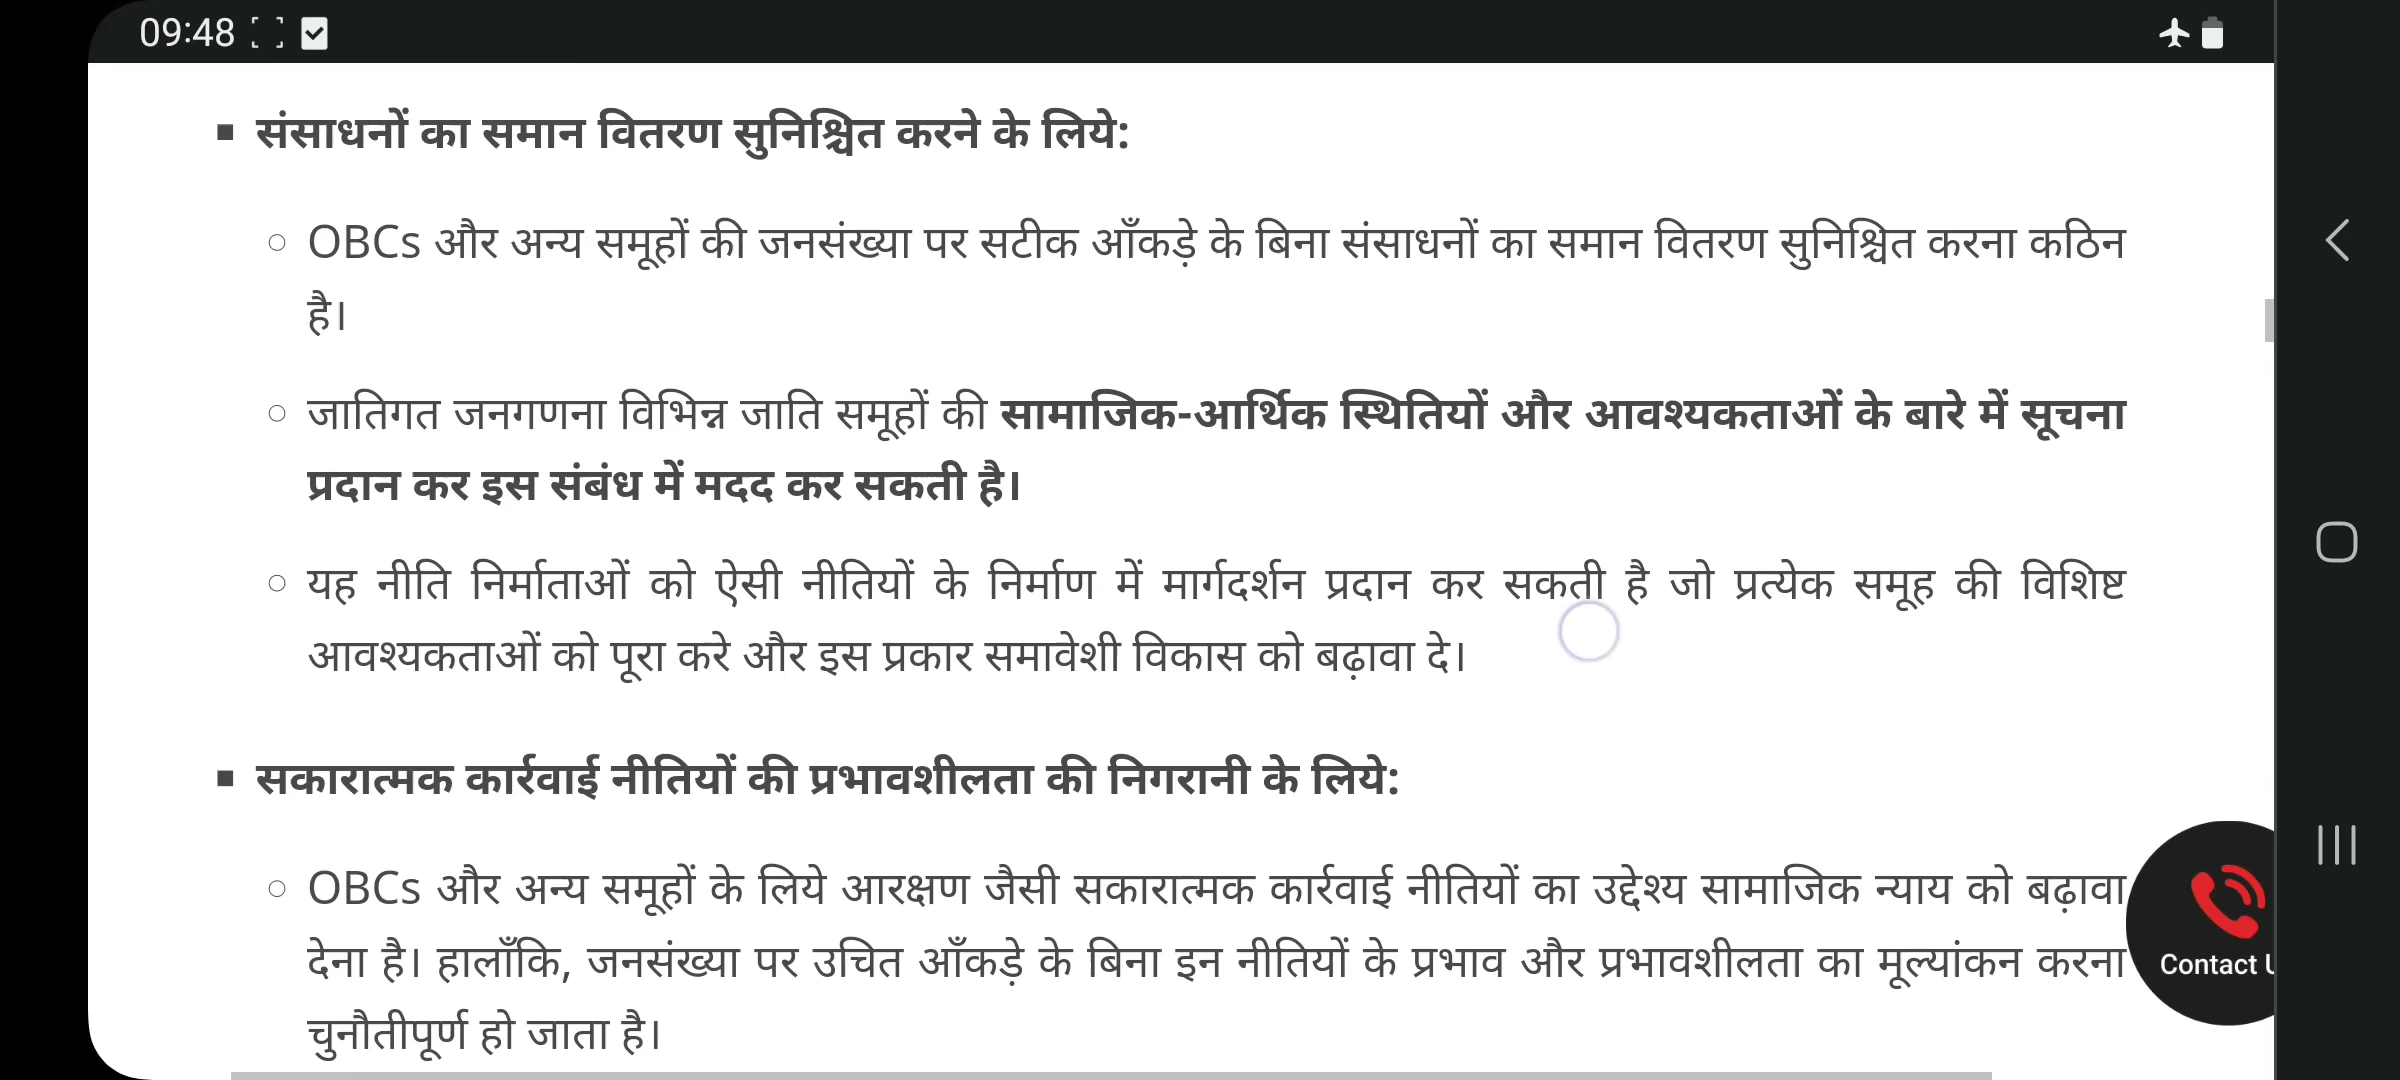 09:48
संसाधनों का समान वितरण सुनिश्चित करने के लिये:
OBCs और अन्य समूहों की जनसंख्या पर सटीक आँकड़े के बिना संसाधनों का समान वितरण सुनिश्चित करना कठिन
है।
जातिगत जनगणना विभिन्न जाति समूहों की सामाजिक-आर्थिक स्थितियों और आवश्यकताओं के बारे में सूचना
प्रदान कर इस संबंध में मदद कर सकती है।
यह नीति निर्माताओं को ऐसी नीतियों के निर्माण में मार्गदर्शन प्रदान कर सकती है जो प्रत्येक समूह की विशिष्ट
आवश्यकताओं को पूरा करे और इस प्रकार समावेशी विकास को बढ़ावा दे।
सकारात्मक कार्रवाई नीतियों की प्रभावशीलता की निगरानी के लिये:
OBCs और अन्य समूहों के लिये आरक्षण जैसी सकारात्मक कार्रवाई नीतियों का उद्देश्य सामाजिक न्याय को बढ़ावा
देना है। हालाँकि, जनसंख्या पर उचित आँकड़े के बिना इन नीतियों के प्रभाव और प्रभावशीलता का मूल्यांकन करना
चुनौतीपूर्ण हो जाता है।
Contact